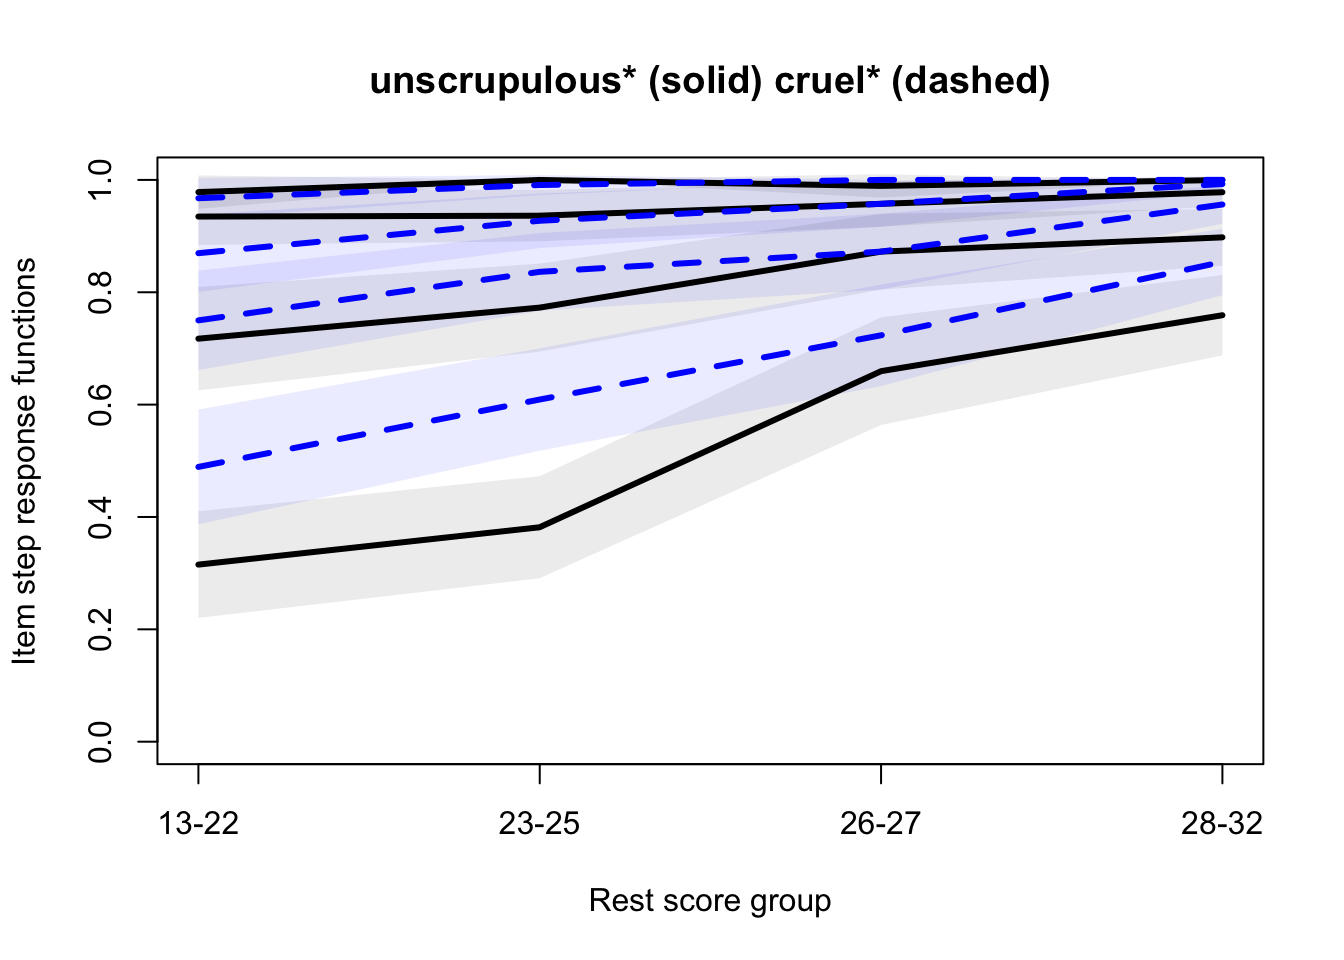 unscrupulous* (solid) cruel* (dashed)
Item step response functions
1.0
0.8
0.6
0.4
0.2
0.0
13-22 23-25 26-27 28-32
Rest score group